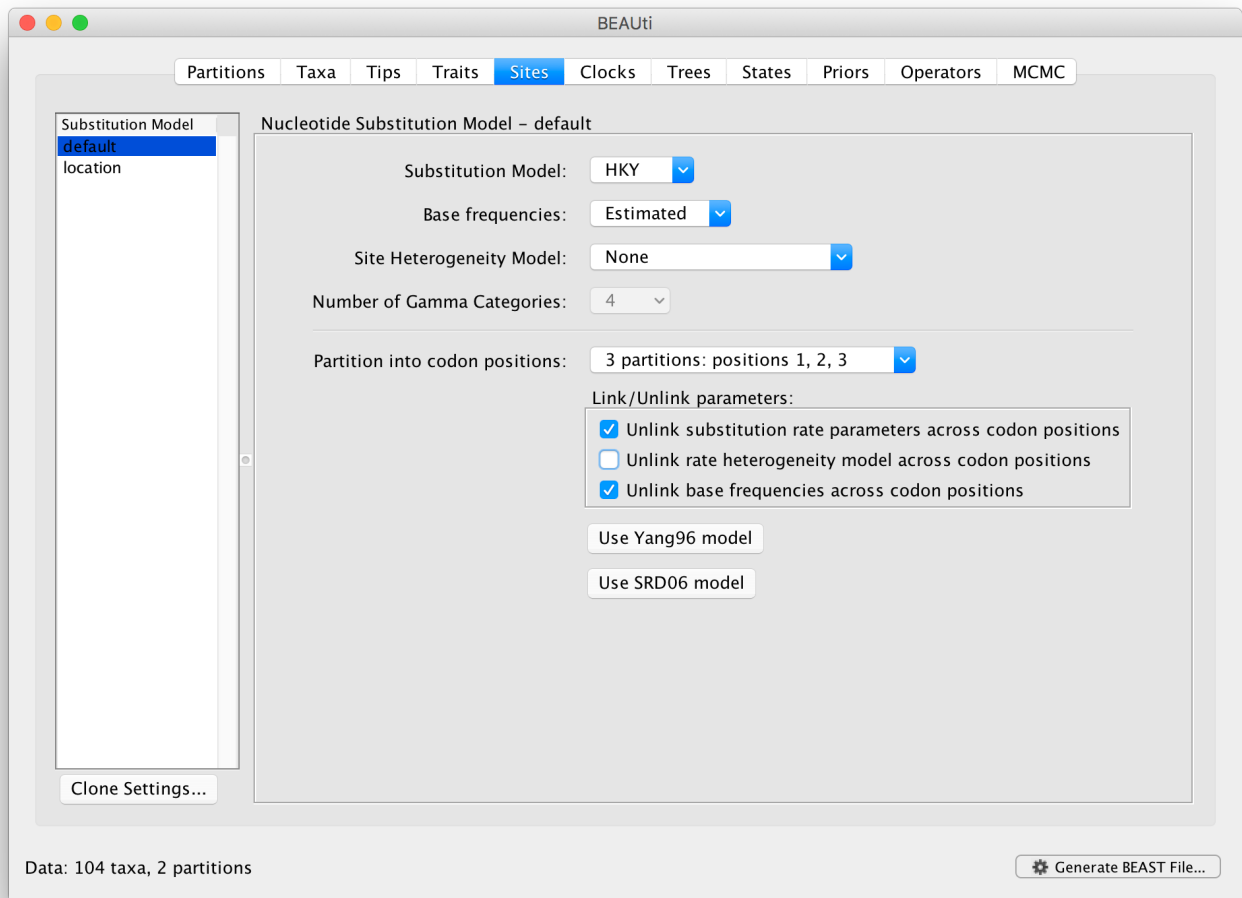 BEAUti
Partitions Taxa Tips Traits Sites Clocks Trees States Priors Operators MCMC
Substitution Model
default
location
Clone Settings...
Nucleotide Substitution Model – default
Substitution Model: HKY
Base frequencies: Estimated
Site Heterogeneity Model: None
Number of Gamma Categories: 4
Partition into codon positions: 3 partitions: positions 1, 2, 3
Link/Unlink parameters:
Unlink substitution rate parameters across codon positions
Unlink rate heterogeneity model across codon positions
Unlink base frequencies across codon positions
Use Yang96 model
Use SRD06 model
Data: 104 taxa, 2 partitions
Generate BEAST File...